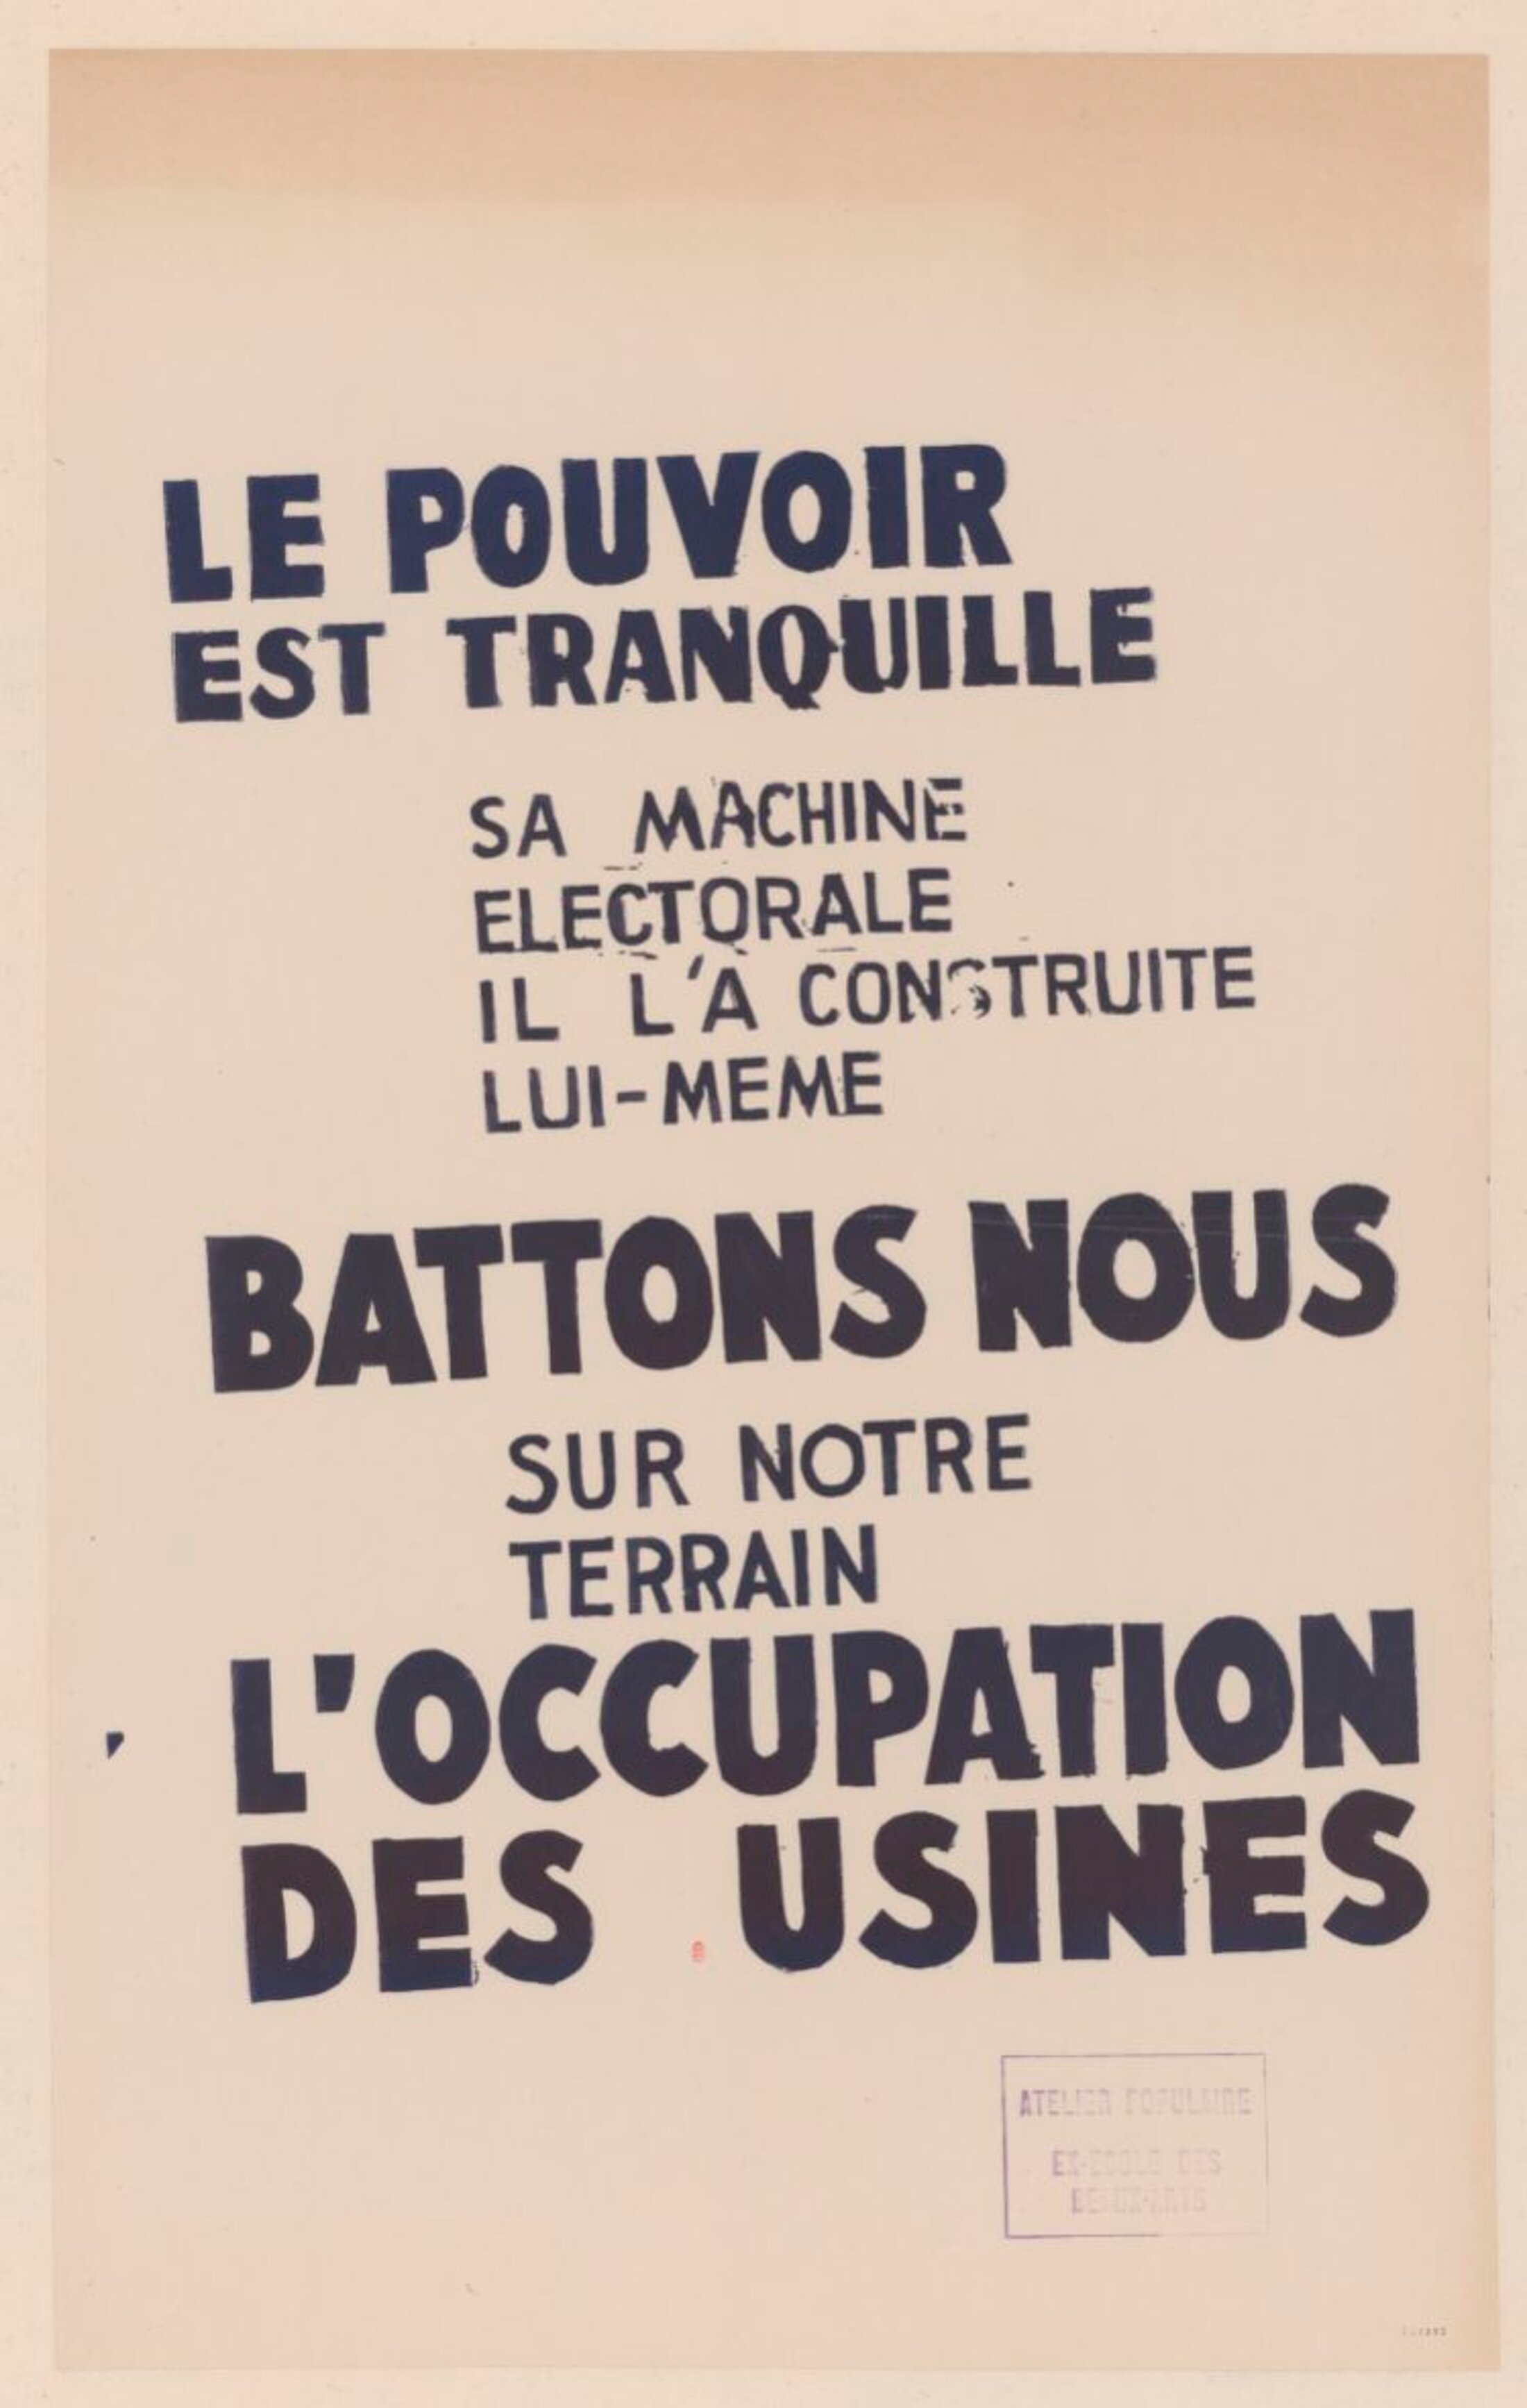 LE POUVOIR
EST TRANQUILLE
SA MACHINE
ELECTORALE
IL L'A CONSTRUITE
LUI-MEME
BATTONS NOUS
SUR NOTRE
TERRAIN
L'OCCUPATION
DES USINES
ATELIER POPULAIRE
EX-ECOLE DES
BEAUX-ARTS